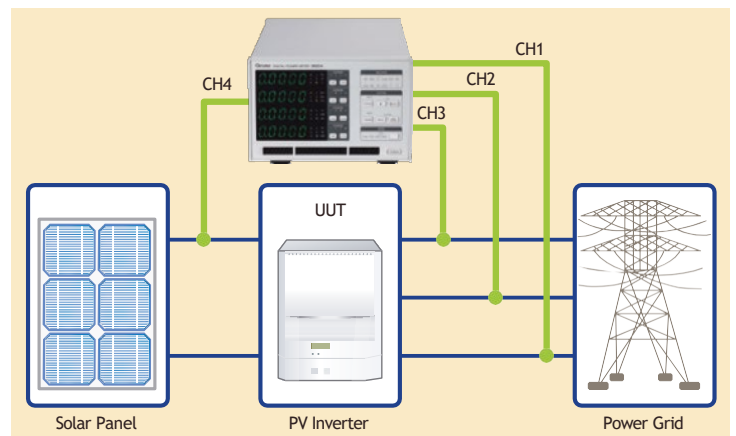 CH1
CH4
CH2
CH3
UUT
Solar Panel
PV Inverter
Power Grid